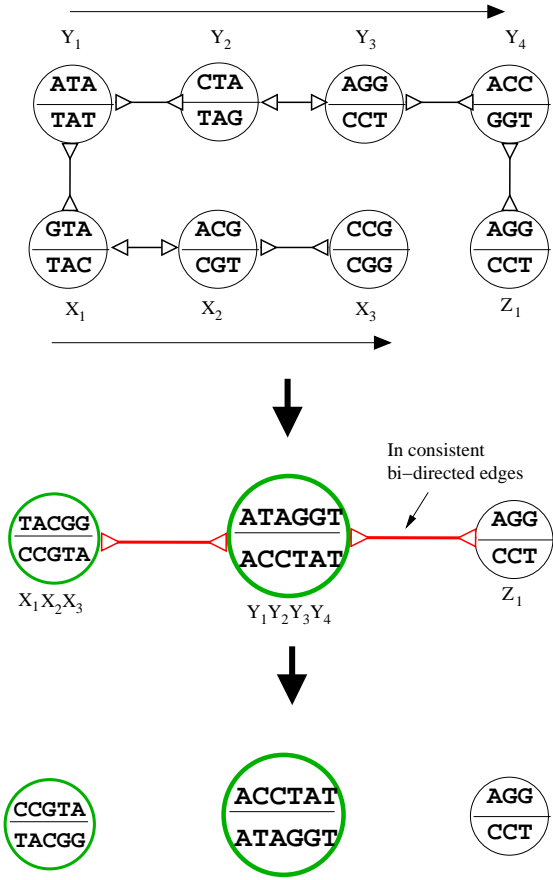 Y1 Y2 Y3 Y4
ATA CTA AGG ACC
TAT TAG CCT GGT
GTA ACG CCG AGG
TAC CGT CGG CCT
X1 X2 X3 Z1
In consistent
bi−directed edges
TACGG ATAGGT AGG
CCGTA ACCTAT CCT
X1X2X3 Y1Y2Y3Y4 Z1
CCGTA ACCTAT AGG
TACGG ATAGGT CCT